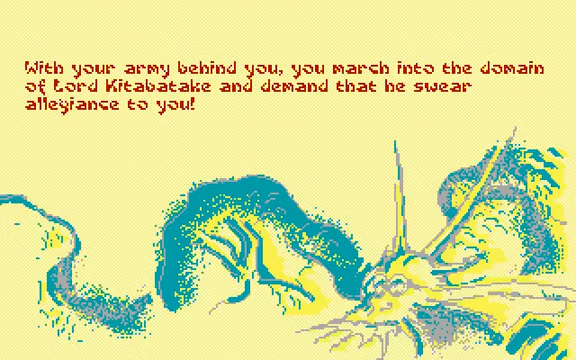 With your army behind you, you march into the domain
of Lord Kitabatake and demand that he swear
allegiance to you!